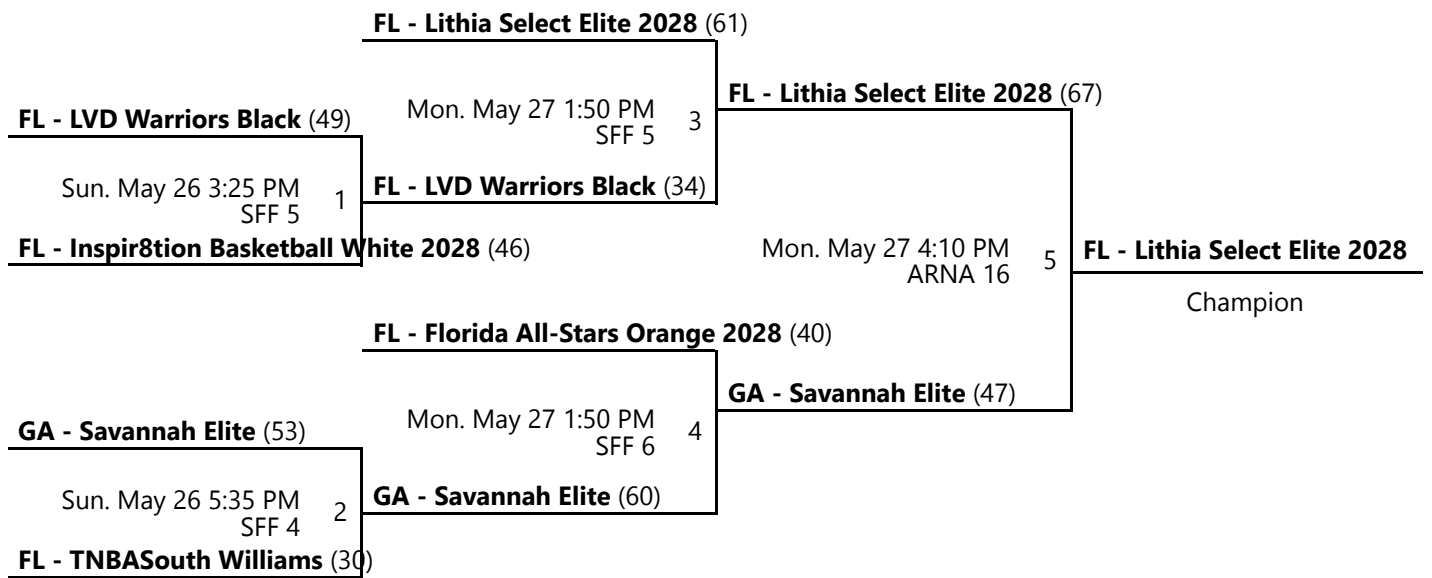 FL - Lithia Select Elite 2028 (61)
FL - LVD Warriors Black (49)
Mon. May 27 1:50 PM
SFF 5
3
FL - Lithia Select Elite 2028 (67)
Sun. May 26 3:25 PM
SFF 5
1
FL - LVD Warriors Black (34)
FL - Inspir8tion Basketball White 2028 (46)
Mon. May 27 4:10 PM
ARNA 16
5
FL - Lithia Select Elite 2028
Champion
FL - Florida All-Stars Orange 2028 (40)
GA - Savannah Elite (53)
Mon. May 27 1:50 PM
SFF 6
4
GA - Savannah Elite (47)
Sun. May 26 5:35 PM
SFF 4
2
GA - Savannah Elite (60)
FL - TNBASouth Williams (30)